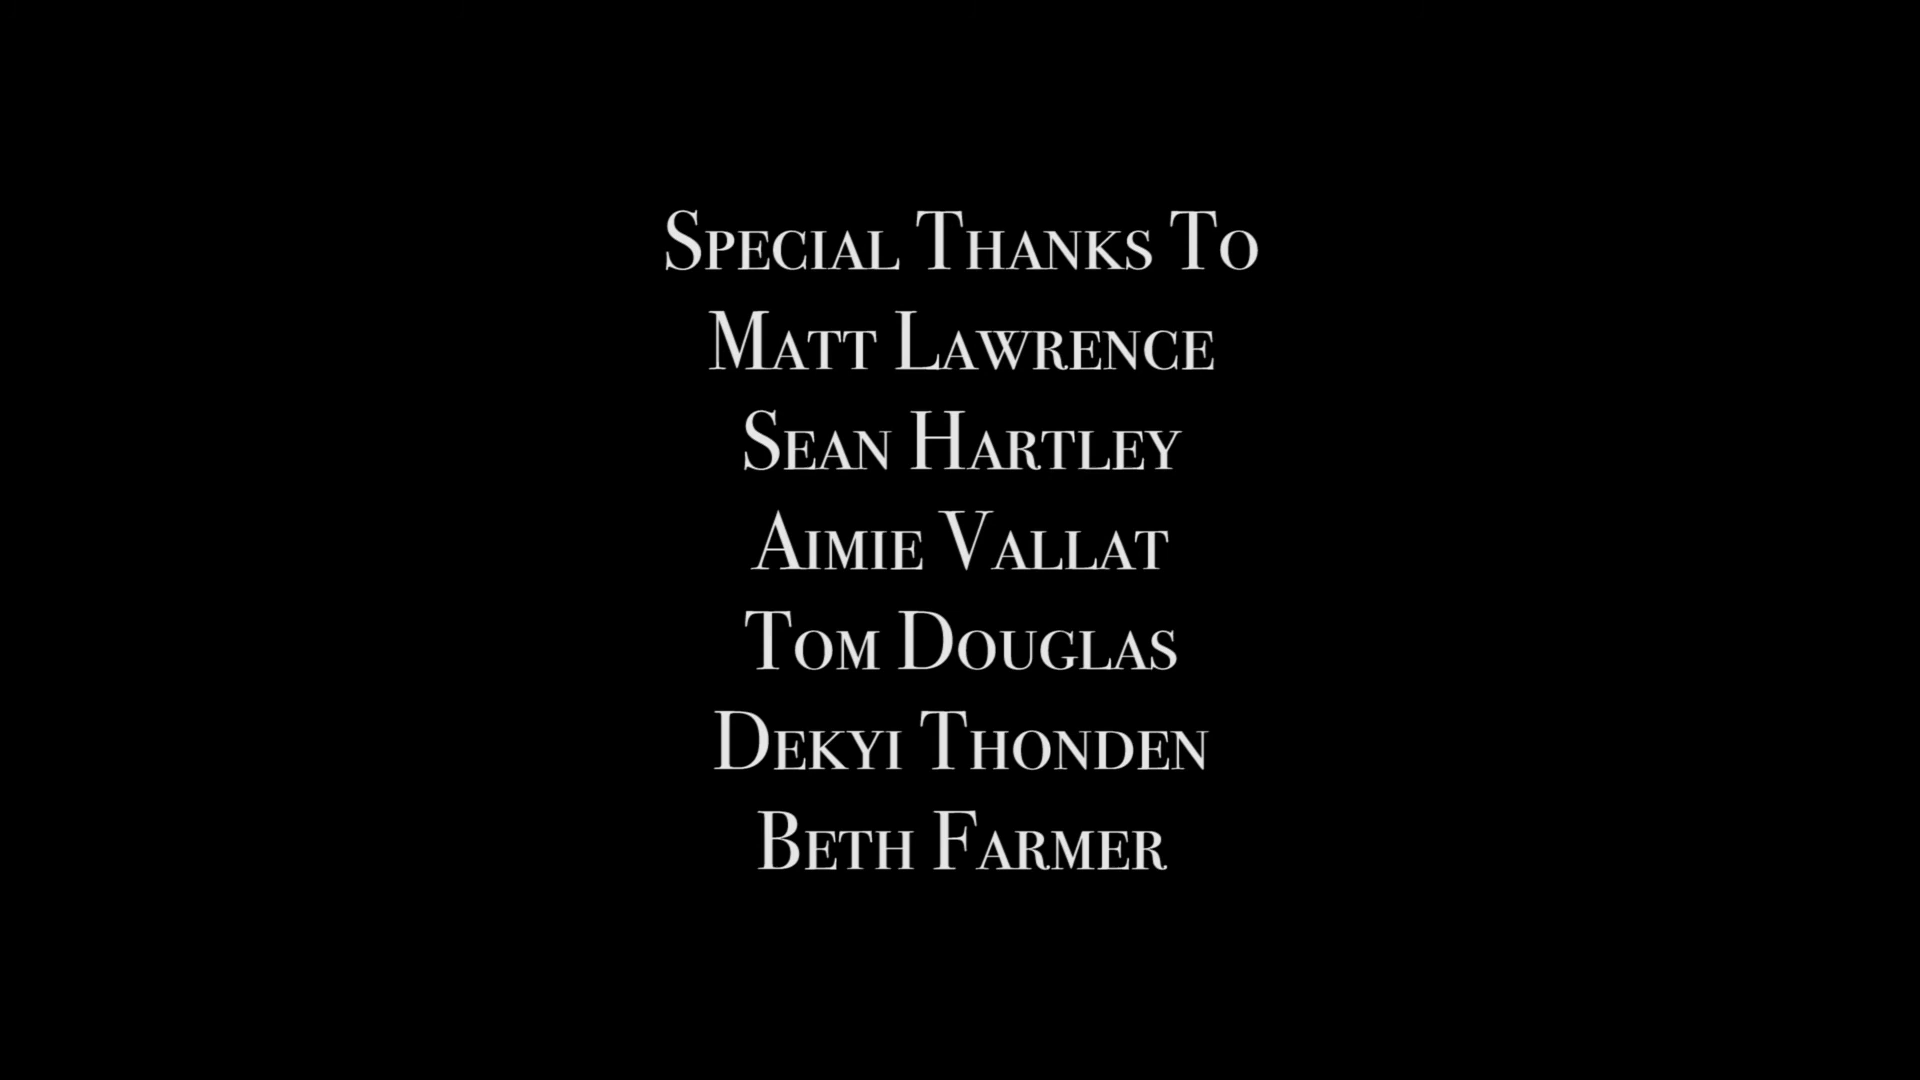 Special Thanks To
Matt Lawrence
Sean Hartley
Aimie Vallat
Tom Douglas
Dekyi Thonden
Beth Farmer